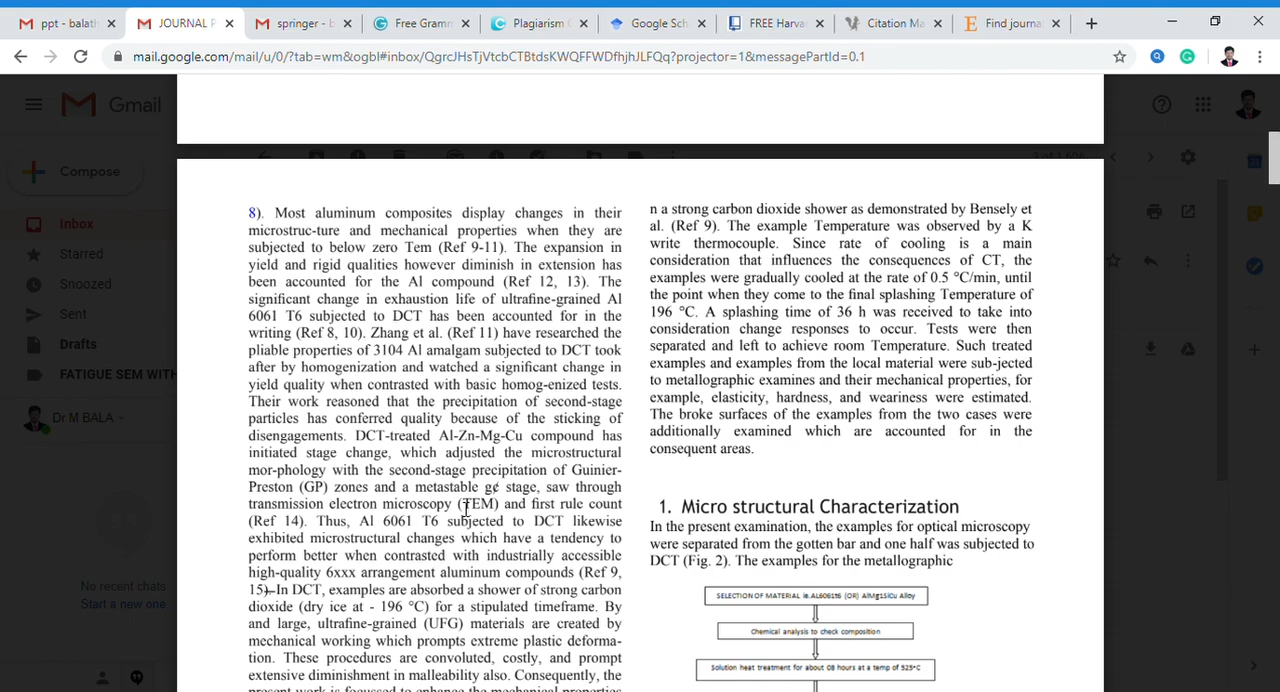 ppt - balat
JOURNAL P
springer - b
Free Gramm
Plagiarism
Google Sch
FREE Harva
Citation Ma
Find journa
mail.google.com/mail/u/0/?tab=wm&ogbl#inbox/QgrcJHsTjVtcbCTBtdsKWQFFWDfhjhJLFQq?projector=1&messagePartId=0.1
Gmail
Compose
Inbox
Starred
Snoozed
Sent
Drafts
FATIGUE SEM WITH
Dr M BALA
No recent chats
Start a new one
8). Most aluminum composites display changes in their
microstruc-ture and mechanical properties when they are
subjected to below zero Tem (Ref 9-11). The expansion in
yield and rigid qualities however diminish in extension has
been accounted for the Al compound (Ref 12, 13). The
significant change in exhaustion life of ultrafine-grained Al
6061 T6 subjected to DCT has been accounted for in the
writing (Ref 8, 10). Zhang et al. (Ref 11) have researched the
pliable properties of 3104 Al amalgam subjected to DCT took
after by homogenization and watched a significant change in
yield quality when contrasted with basic homog-enized tests.
Their work reasoned that the precipitation of second-stage
particles has conferred quality because of the sticking of
disengagements. DCT-treated Al-Zn-Mg-Cu compound has
initiated stage change, which adjusted the microstructural
mor-phology with the second-stage precipitation of Guinier-
Preston (GP) zones and a metastable g¢ stage, saw through
transmission electron microscopy (TEM) and first rule count
(Ref 14). Thus, Al 6061 T6 subjected to DCT likewise
exhibited microstructural changes which have a tendency to
perform better when contrasted with industrially accessible
high-quality 6xxx arrangement aluminum compounds (Ref 9,
15). In DCT, examples are absorbed a shower of strong carbon
dioxide (dry ice at - 196 °C) for a stipulated timeframe. By
and large, ultrafine-grained (UFG) materials are created by
mechanical working which prompts extreme plastic deforma-
tion. These procedures are convoluted, costly, and prompt
extensive diminishment in malleability also. Consequently, the
present work is focussed to enhance the mechanical properties
n a strong carbon dioxide shower as demonstrated by Bensely et
al. (Ref 9). The example Temperature was observed by a K
write thermocouple. Since rate of cooling is a main
consideration that influences the consequences of CT, the
examples were gradually cooled at the rate of 0.5 °C/min, until
the point when they come to the final splashing Temperature of
196 °C. A splashing time of 36 h was received to take into
consideration change responses to occur. Tests were then
separated and left to achieve room Temperature. Such treated
examples and examples from the local material were sub-jected
to metallographic examines and their mechanical properties, for
example, elasticity, hardness, and weariness were estimated.
The broke surfaces of the examples from the two cases were
additionally examined which are accounted for in the
consequent areas.
1. Micro structural Characterization
In the present examination, the examples for optical microscopy
were separated from the gotten bar and one half was subjected to
DCT (Fig. 2). The examples for the metallographic
SELECTION OF MATERIAL ie.AL6061t6 (OR) AlMg1SiCu Alloy
Chemical analysis to check composition
Solution heat treatment for about 08 hours at a temp of 525°C